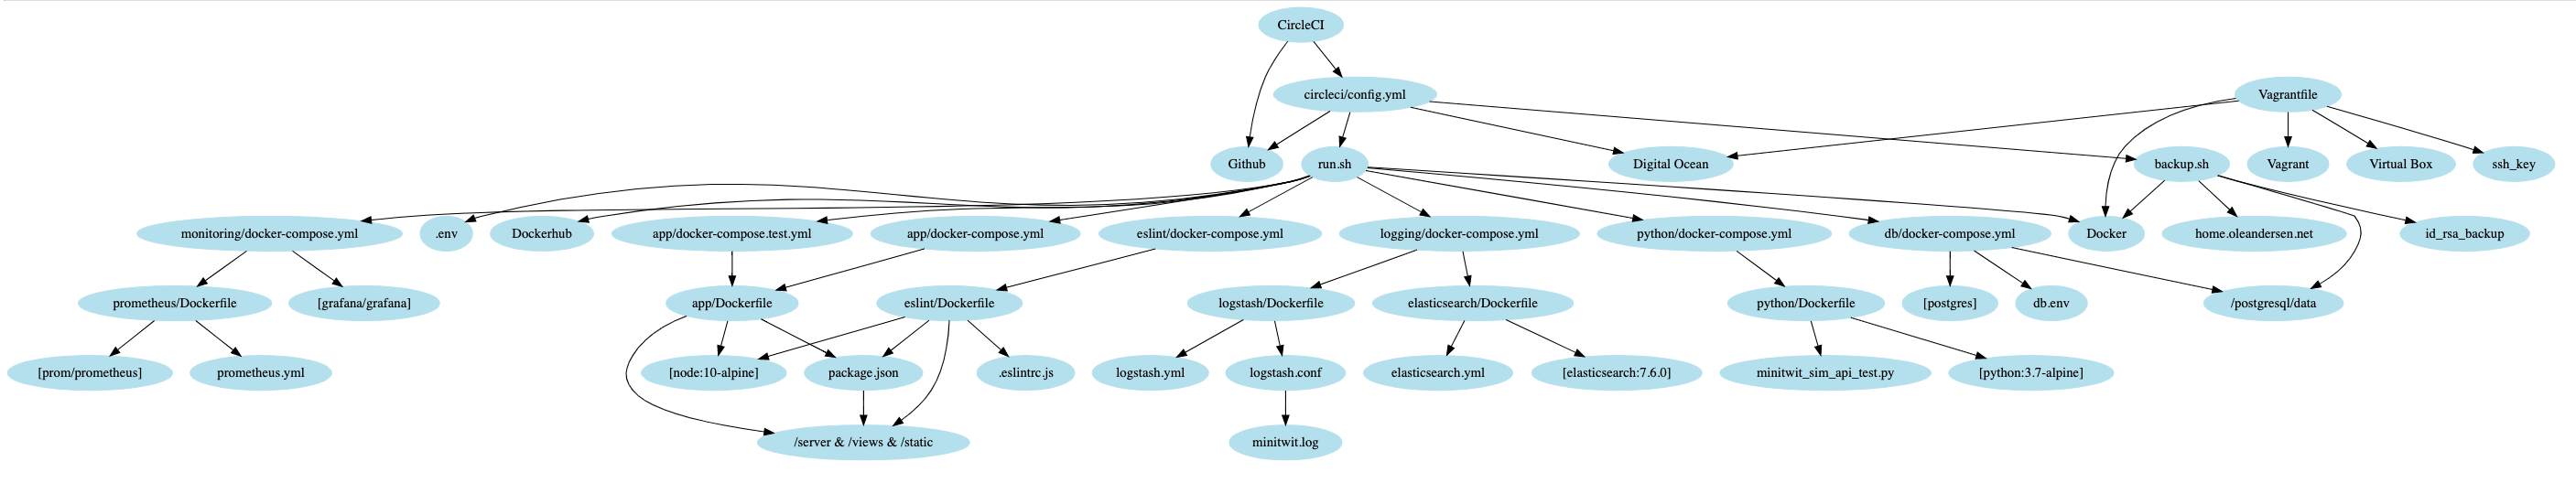 CircleCI
circleci/config.yml
Vagrantfile
Github
run.sh
Digital Ocean
backup.sh
Vagrant
Virtual Box
ssh_key
monitoring/docker-compose.yml
.env
Dockerhub
app/docker-compose.test.yml
app/docker-compose.yml
eslint/docker-compose.yml
logging/docker-compose.yml
python/docker-compose.yml
db/docker-compose.yml
Docker
home.oleandersen.net
id_rsa_backup
prometheus/Dockerfile
[grafana/grafana]
app/Dockerfile
eslint/Dockerfile
logstash/Dockerfile
elasticsearch/Dockerfile
python/Dockerfile
[postgres]
db.env
/postgresql/data
[prom/prometheus]
prometheus.yml
[node:10-alpine]
package.json
.eslintrc.js
logstash.yml
logstash.conf
elasticsearch.yml
[elasticsearch:7.6.0]
minitwit_sim_api_test.py
[python:3.7-alpine]
/server & /views & /static
minitwit.log